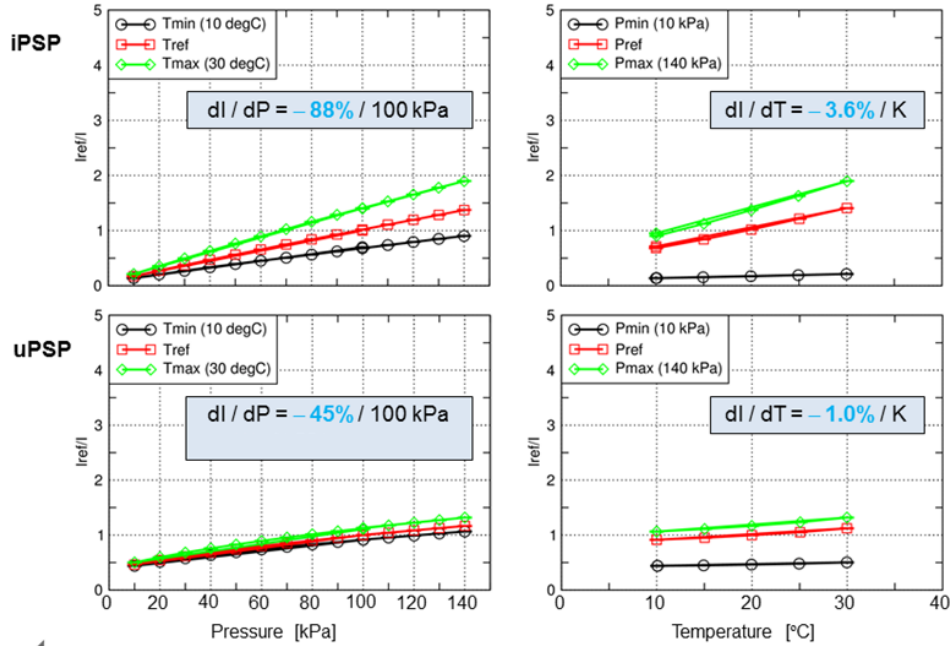 iPSP
Iref/I
5
4
3
2
1
0
Tmin (10 degC)
Tref
Tmax (30 degC)
dI / dP = – 88% / 100 kPa
5
4
3
2
1
0
Pmin (10 kPa)
Pref
Pmax (140 kPa)
dI / dT = – 3.6% / K
uPSP
Iref/I
5
4
3
2
1
0
Tmin (10 degC)
Tref
Tmax (30 degC)
dI / dP = – 45% / 100 kPa
20 40 60 80 100 120 140
Pressure [kPa]
Iref/I
5
4
3
2
1
0
Pmin (10 kPa)
Pref
Pmax (140 kPa)
dI / dT = – 1.0% / K
0 10 20 30 40
Temperature [°C]